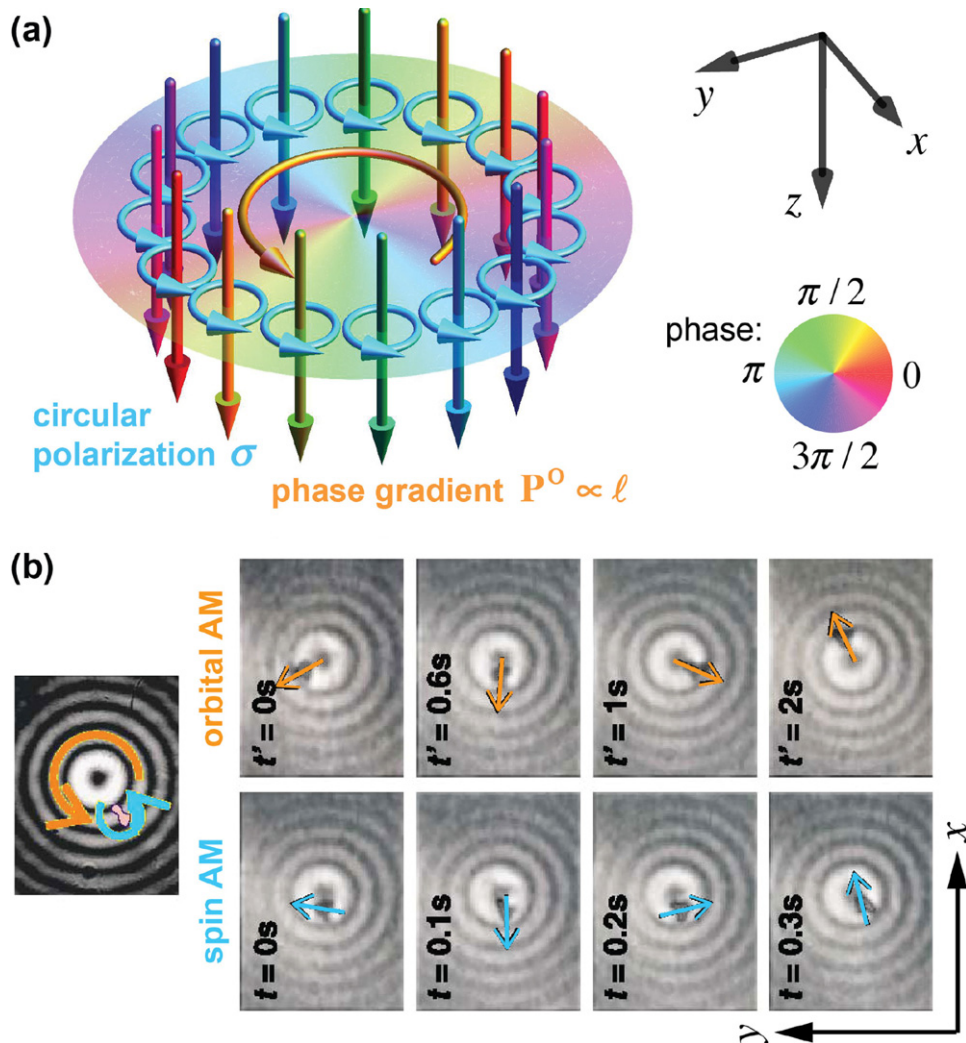 (a)
y
x
z
phase:
π / 2
π
0
3π / 2
circular
polarization σ
phase gradient P^O ∝ ℓ
(b)
orbital AM
t' = 0s
t' = 0.6s
t' = 1s
t' = 2s
spin AM
t = 0s
t = 0.1s
t = 0.2s
t = 0.3s
x
y